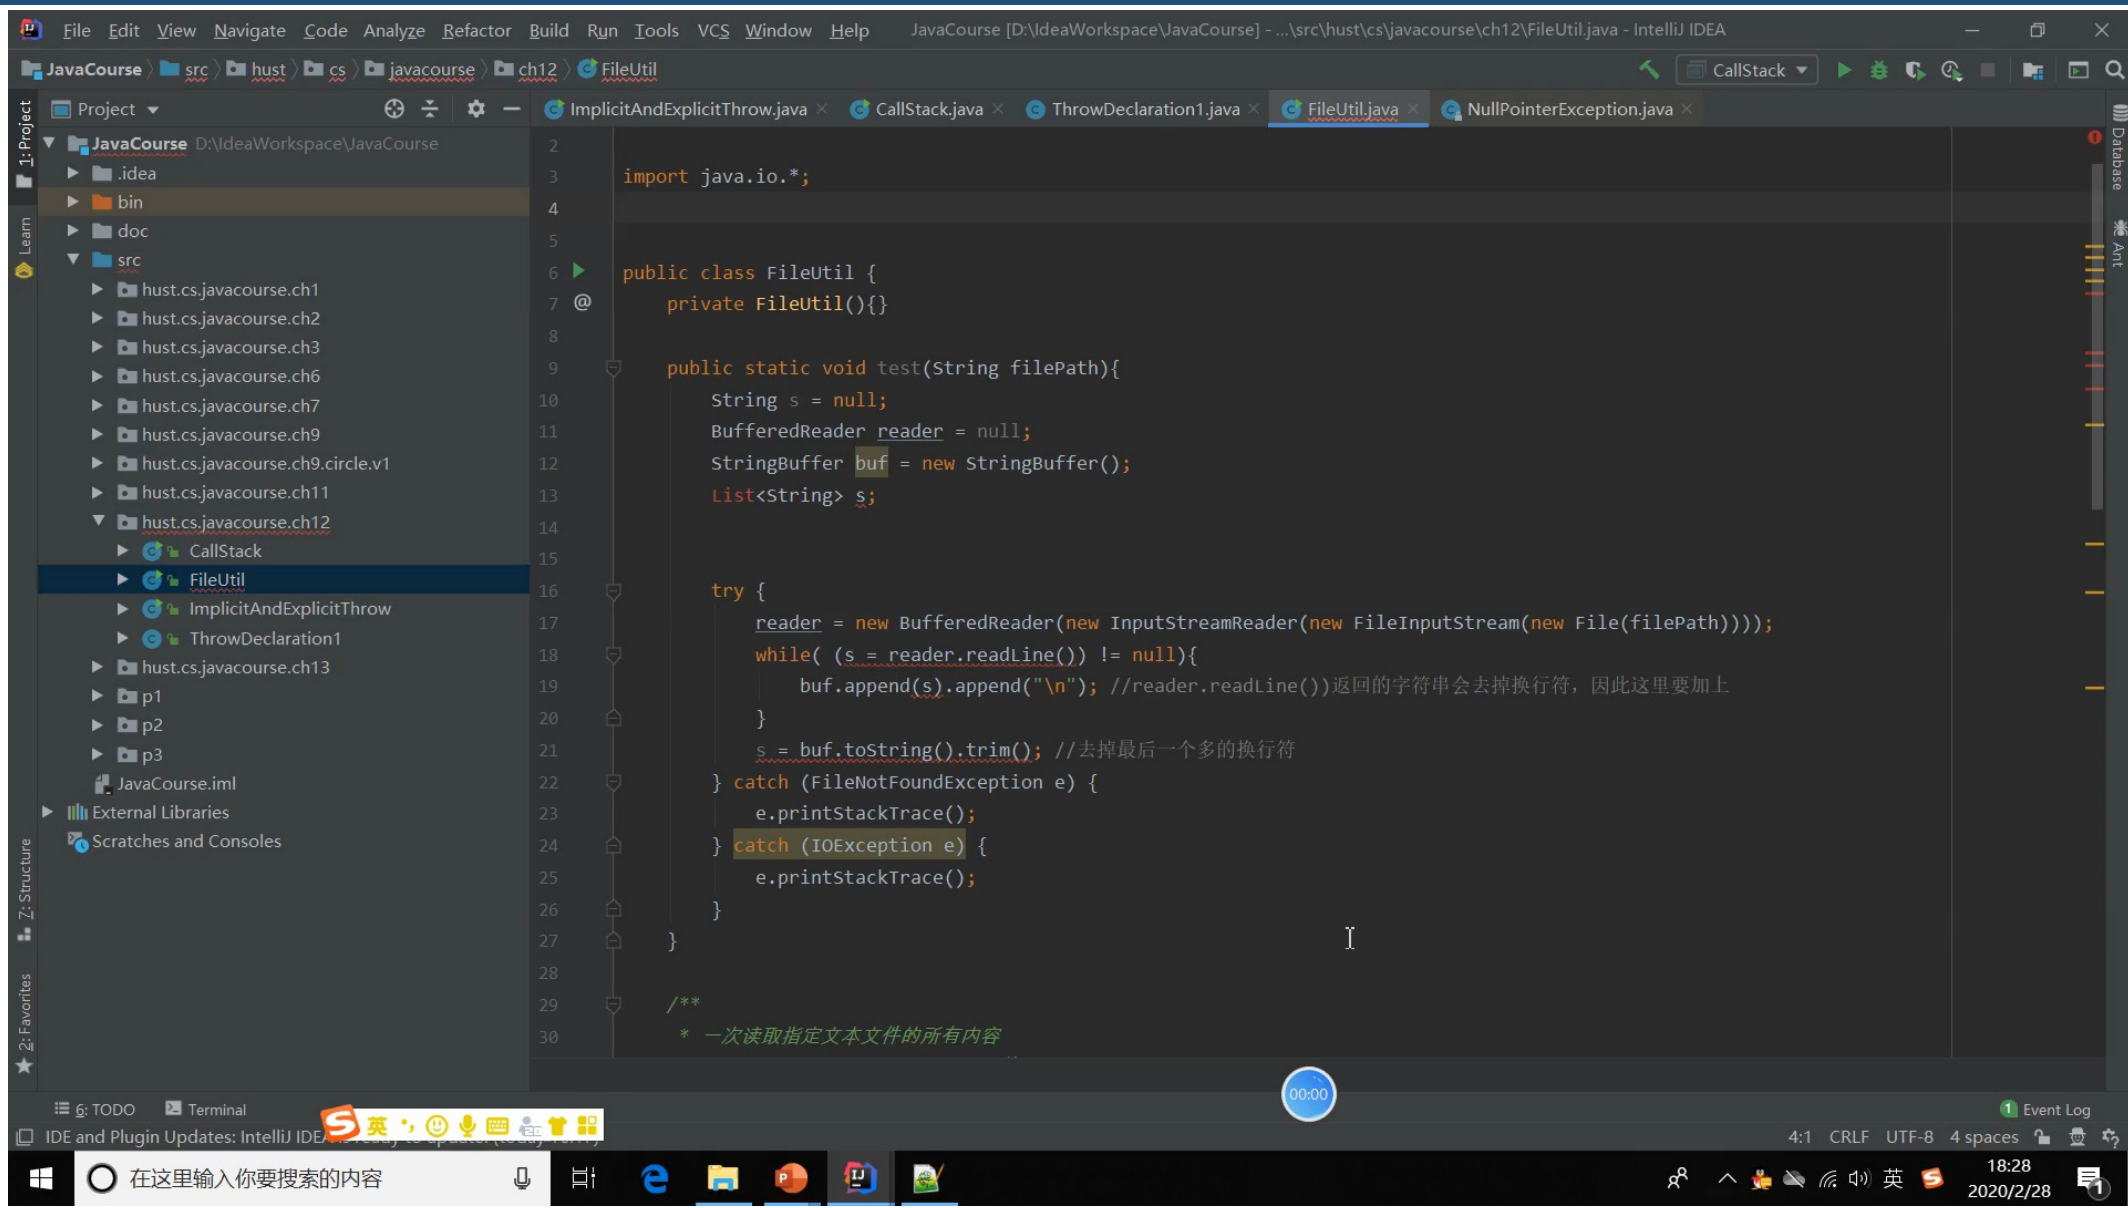 File Edit View Navigate Code Analyze Refactor Build Run Tools VCS Window Help JavaCourse [D:\IdeaWorkspace\JavaCourse] - ...\src\hust\cs\javacourse\ch12\FileUtil.java - IntelliJ IDEA
JavaCourse src hust cs javacourse ch12 FileUtil CallStack
Project
ImplicitAndExplicitThrow.java CallStack.java ThrowDeclaration1.java FileUtil.java NullPointerException.java
1: Project
Learn
7: Structure
2: Favorites
Database
Ant
JavaCourse D:\IdeaWorkspace\JavaCourse
.idea
bin
doc
src
hust.cs.javacourse.ch1
hust.cs.javacourse.ch2
hust.cs.javacourse.ch3
hust.cs.javacourse.ch6
hust.cs.javacourse.ch7
hust.cs.javacourse.ch9
hust.cs.javacourse.ch9.circle.v1
hust.cs.javacourse.ch11
hust.cs.javacourse.ch12
CallStack
FileUtil
ImplicitAndExplicitThrow
ThrowDeclaration1
hust.cs.javacourse.ch13
p1
p2
p3
JavaCourse.iml
External Libraries
Scratches and Consoles
2
3 import java.io.*;
4
5
6 public class FileUtil {
7 @ private FileUtil(){}
8
9 public static void test(String filePath){
10 String s = null;
11 BufferedReader reader = null;
12 StringBuffer buf = new StringBuffer();
13 List<String> s;
14
15
16 try {
17 reader = new BufferedReader(new InputStreamReader(new FileInputStream(new File(filePath))));
18 while( (s = reader.readLine()) != null){
19 buf.append(s).append("\n"); //reader.readLine())返回的字符串会去掉换行符，因此这里要加上
20 }
21 s = buf.toString().trim(); //去掉最后一个多的换行符
22 } catch (FileNotFoundException e) {
23 e.printStackTrace();
24 } catch (IOException e) {
25 e.printStackTrace();
26 }
27 }
28
29 /**
30 * 一次读取指定文本文件的所有内容
00:00
6: TODO Terminal
1 Event Log
IDE and Plugin Updates: IntelliJ IDE
英
4:1 CRLF UTF-8 4 spaces
在这里输入你要搜索的内容
英
18:28
2020/2/28
1